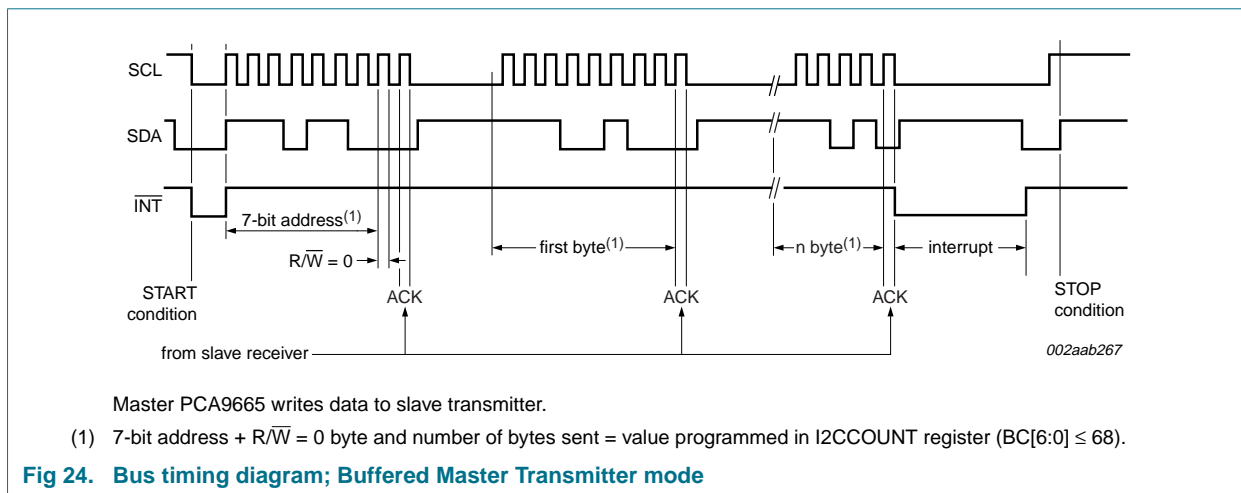 SCL
SDA
INT
7-bit address(1)
R/W = 0
first byte(1)
n byte(1)
interrupt
START
condition
ACK
ACK
ACK
STOP
condition
from slave receiver
002aab267
Master PCA9665 writes data to slave transmitter.
(1) 7-bit address + R/W = 0 byte and number of bytes sent = value programmed in I2CCOUNT register (BC[6:0] ≤ 68).
Fig 24. Bus timing diagram; Buffered Master Transmitter mode